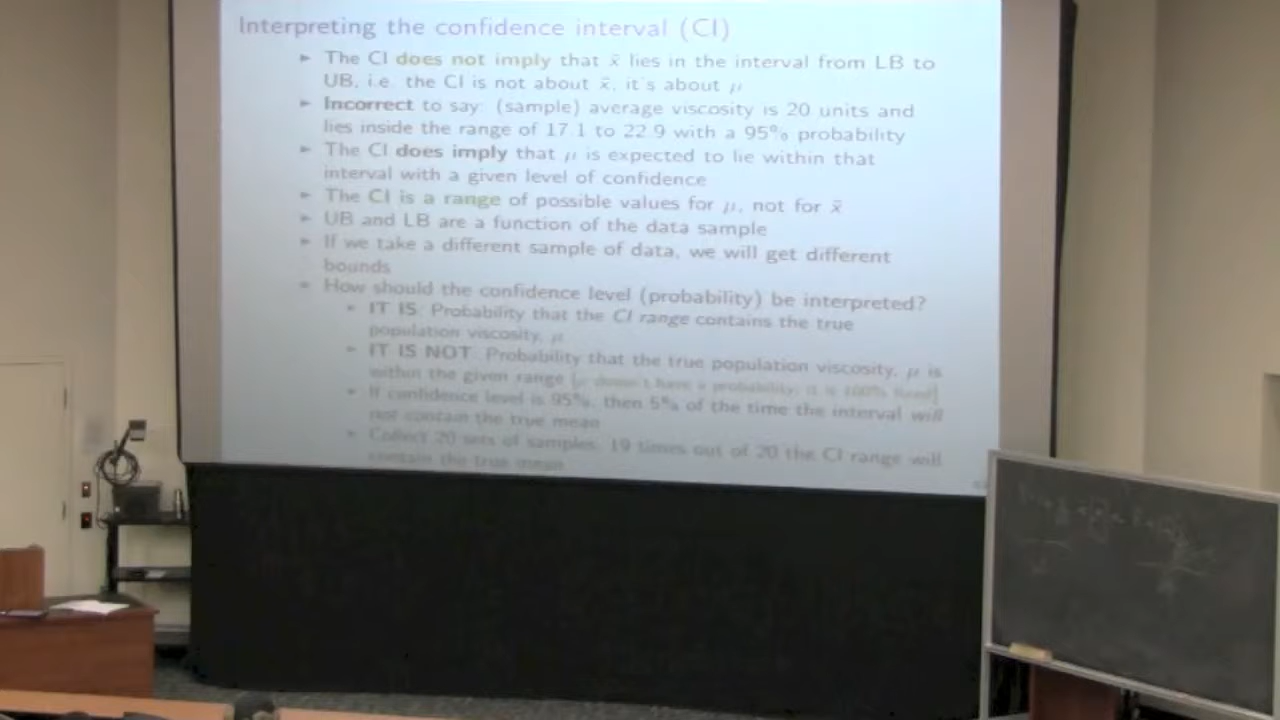 Interpreting the confidence interval (CI)
► The CI does not imply that x̄ lies in the interval from LB to
UB, i.e. the CI is not about x̄, it's about μ
► Incorrect to say: (sample) average viscosity is 20 units and
lies inside the range of 17.1 to 22.9 with a 95% probability
► The CI does imply that μ is expected to lie within that
interval with a given level of confidence
► The CI is a range of possible values for μ, not for x̄
► UB and LB are a function of the data sample
► If we take a different sample of data, we will get different
bounds
► How should the confidence level (probability) be interpreted?
► IT IS: Probability that the CI range contains the true
population viscosity, μ
► IT IS NOT: Probability that the true population viscosity, μ is
within the given range [μ doesn't have a probability; it is 100% fixed]
► If confidence level is 95%, then 5% of the time the interval will
not contain the true mean
► Collect 20 sets of samples: 19 times out of 20 the CI range will
contain the true mean